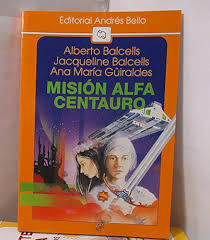 Editorial Andrés Bello
Alberto Balcells
Jacqueline Balcells
Ana María Güiraldes
MISIÓN ALFA
CENTAURO